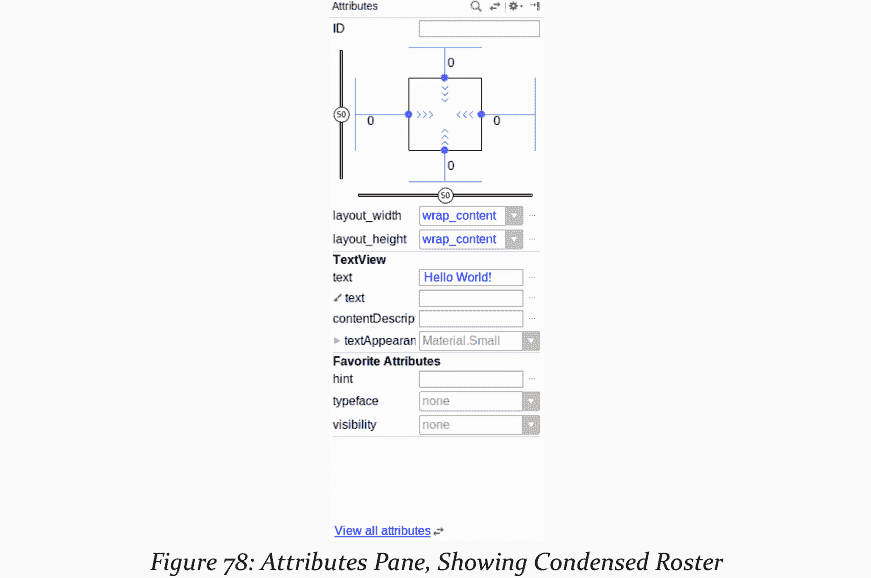 Attributes
ID
0
50
0
0
0
50
layout_width wrap_content
layout_height wrap_content
TextView
text Hello World!
text
contentDescrip
textAppearan Material.Small
Favorite Attributes
hint
typeface none
visibility none
View all attributes
Figure 78: Attributes Pane, Showing Condensed Roster